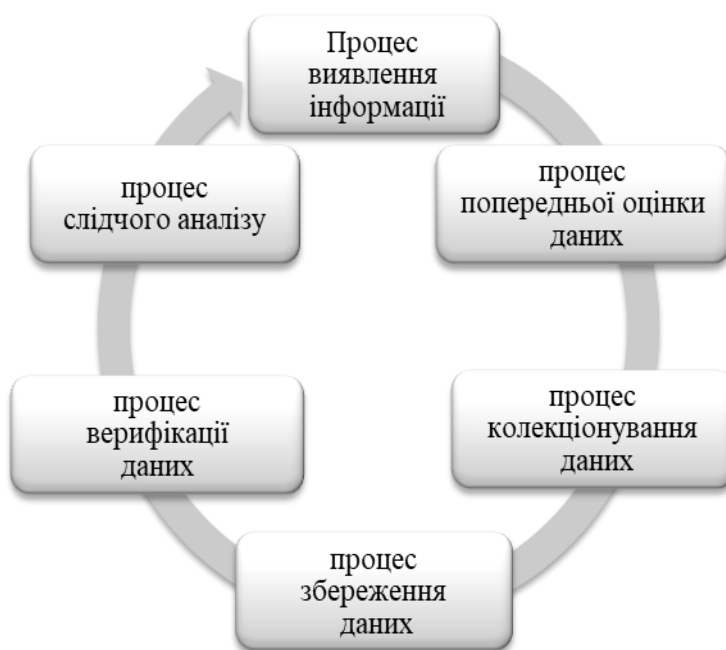 Процес
виявлення
інформації
процес
попередньої оцінки
даних
процес
колекціонування
даних
процес
збереження
даних
процес
верифікації
даних
процес
слідчого аналізу